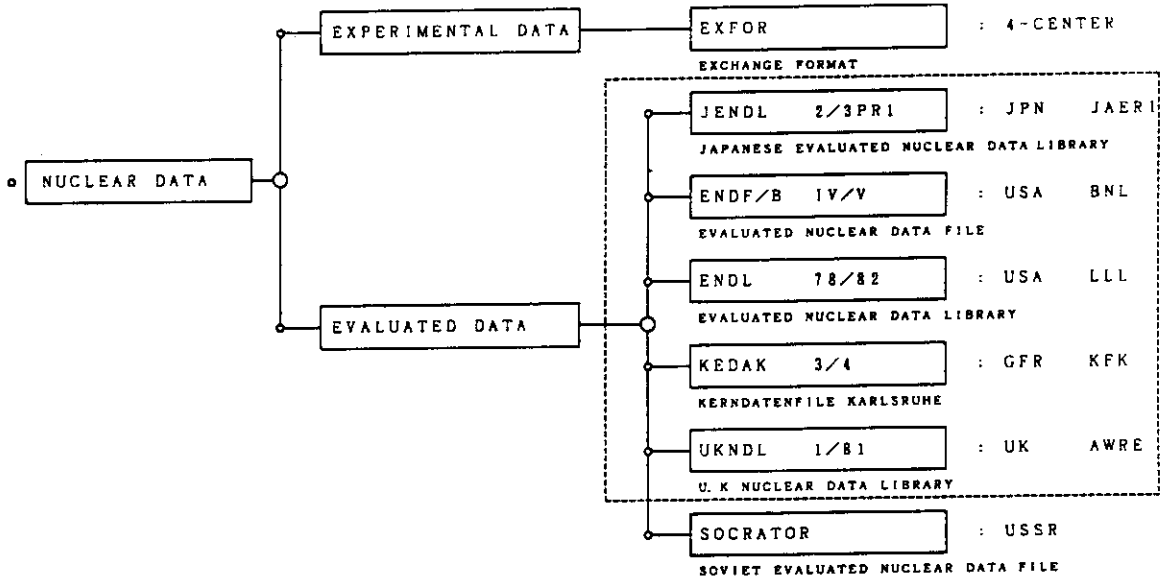 EXPERIMENTAL DATA
EXFOR : 4-CENTER
EXCHANGE FORMAT
JENDL 2/3PR1 : JPN JAERI
JAPANESE EVALUATED NUCLEAR DATA LIBRARY
NUCLEAR DATA
ENDF/B IV/V : USA BNL
EVALUATED NUCLEAR DATA FILE
ENDL 78/82 : USA LLL
EVALUATED NUCLEAR DATA LIBRARY
EVALUATED DATA
KEDAK 3/4 : GFR KFK
KERNDATENFILE KARLSRUHE
UKNDL 1/81 : UK AWRE
U.K NUCLEAR DATA LIBRARY
SOCRATOR : USSR
SOVIET EVALUATED NUCLEAR DATA FILE